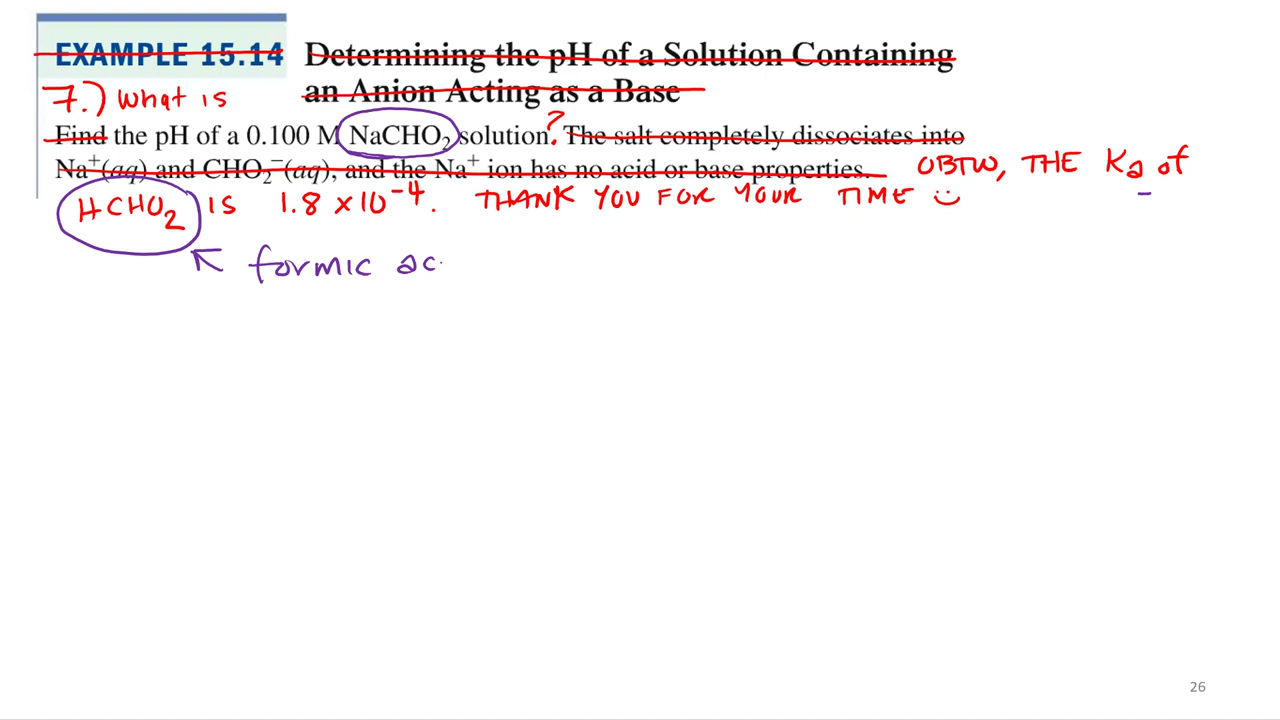 EXAMPLE 15.14 Determining the pH of a Solution Containing
an Anion Acting as a Base
7.) What is
Find the pH of a 0.100 M NaCHO₂ solution? The salt completely dissociates into
Na⁺(aq) and CHO₂⁻(aq), and the Na⁺ ion has no acid or base properties. OBTW, THE Ka of
HCHO₂ IS 1.8 x 10⁻⁴. THANK YOU FOR YOUR TIME
formic ac
26